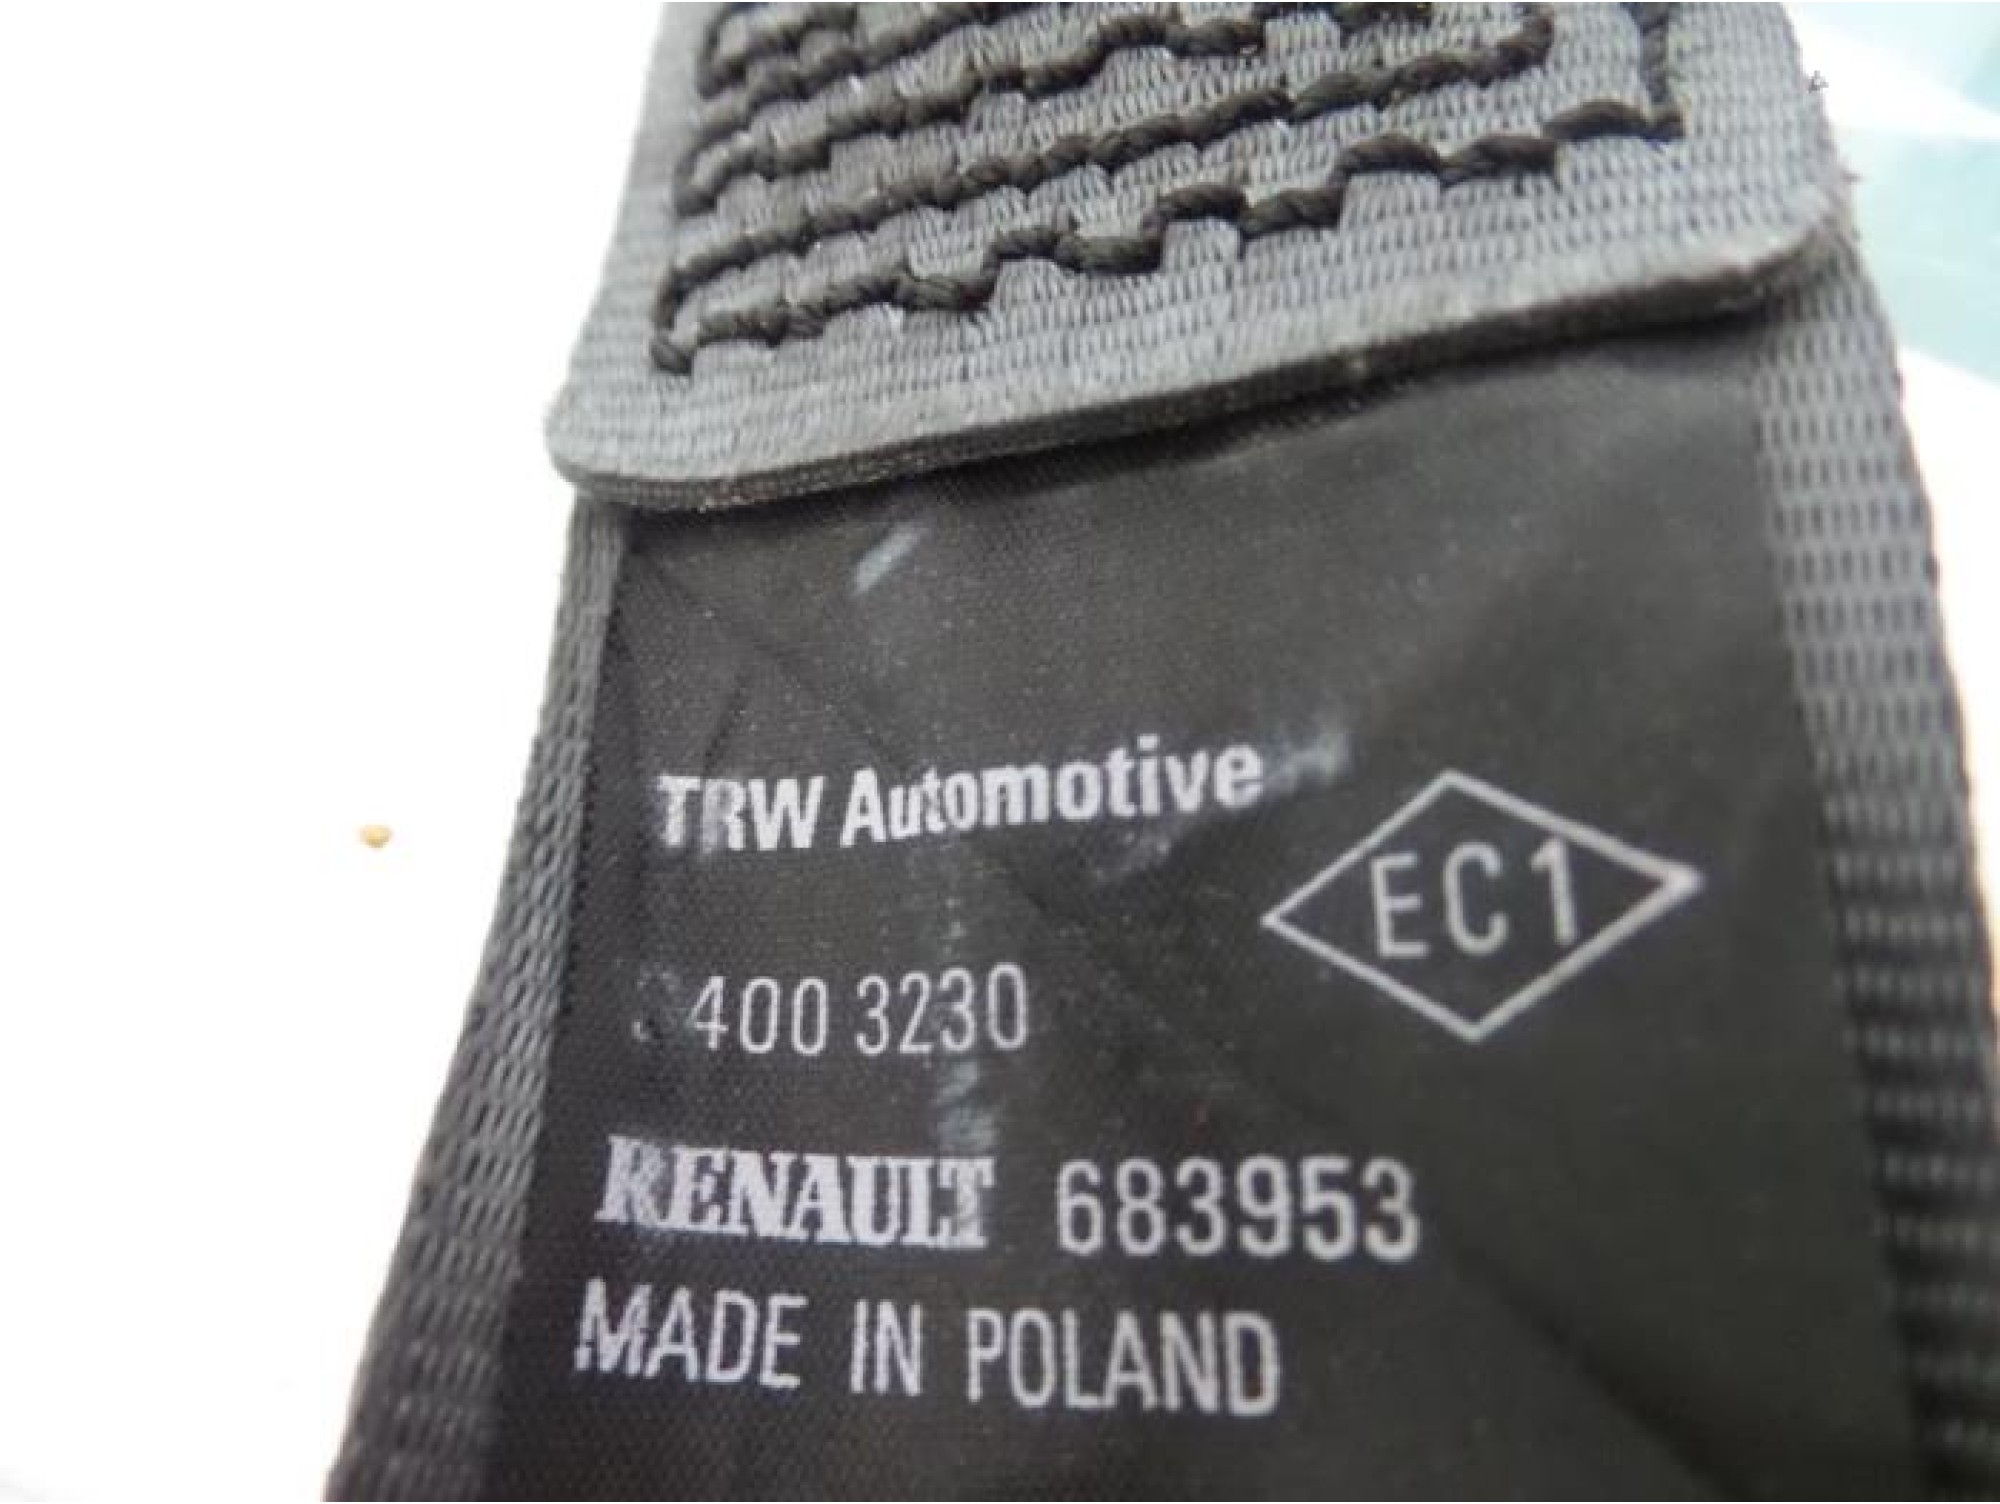 TRW Automotive
EC1
400 3230
RENAULT 683953
MADE IN POLAND